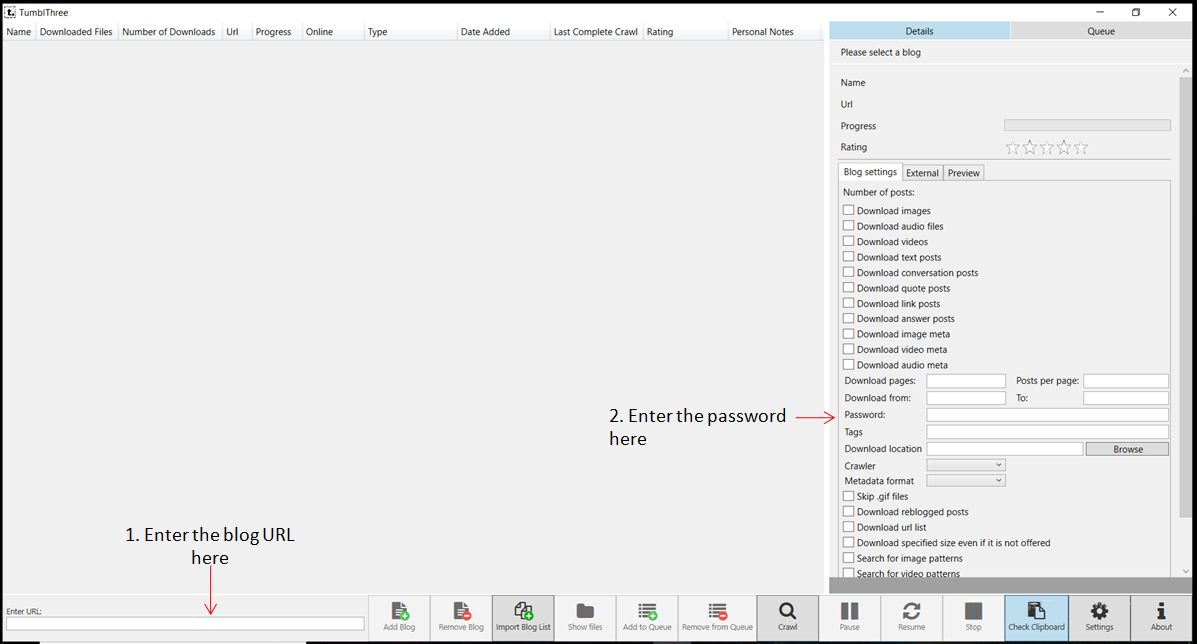 TumblThree
Name Downloaded Files Number of Downloads Url Progress Online Type Date Added Last Complete Crawl Rating Personal Notes
Details Queue
Please select a blog
Name
Url
Progress
Rating
Blog settings External Preview
Number of posts:
Download images
Download audio files
Download videos
Download text posts
Download conversation posts
Download quote posts
Download link posts
Download answer posts
Download image meta
Download video meta
Download audio meta
Download pages: Posts per page:
Download from: To:
Password:
Tags
Download location Browse
Crawler
Metadata format
Skip .gif files
Download reblogged posts
Download url list
Download specified size even if it is not offered
Search for image patterns
Search for video patterns
2. Enter the password
here
1. Enter the blog URL
here
Enter URL:
Add Blog Remove Blog Import Blog List Show files Add to Queue Remove from Queue Crawl Pause Resume Stop Check Clipboard Settings About